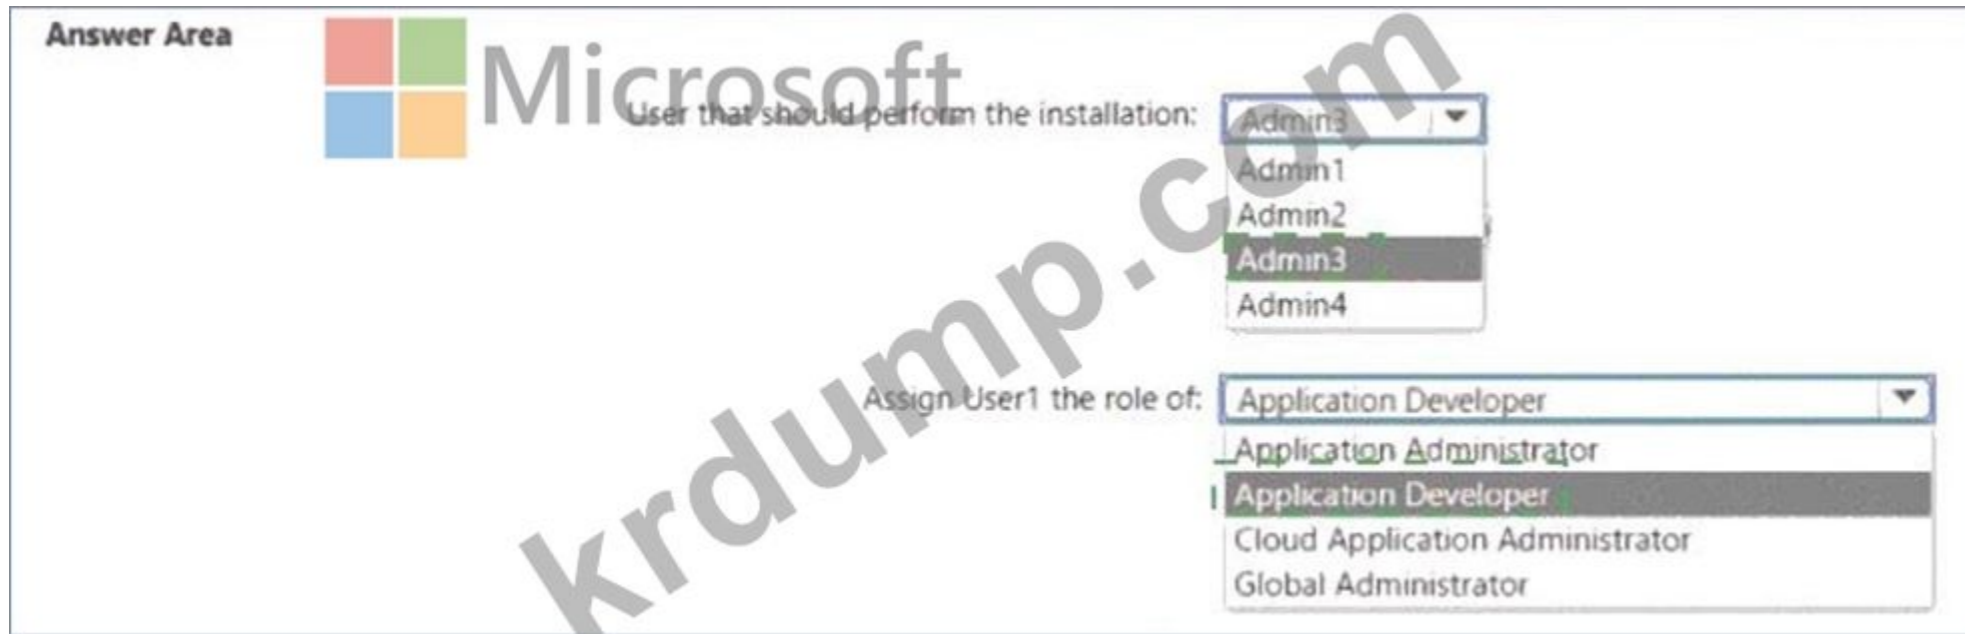 Answer Area
Microsoft
User that should perform the installation:
Admin3
Admin1
Admin2
Admin3
Admin4
Assign User1 the role of:
Application Developer
Application Administrator
Application Developer
Cloud Application Administrator
Global Administrator
krdump.com